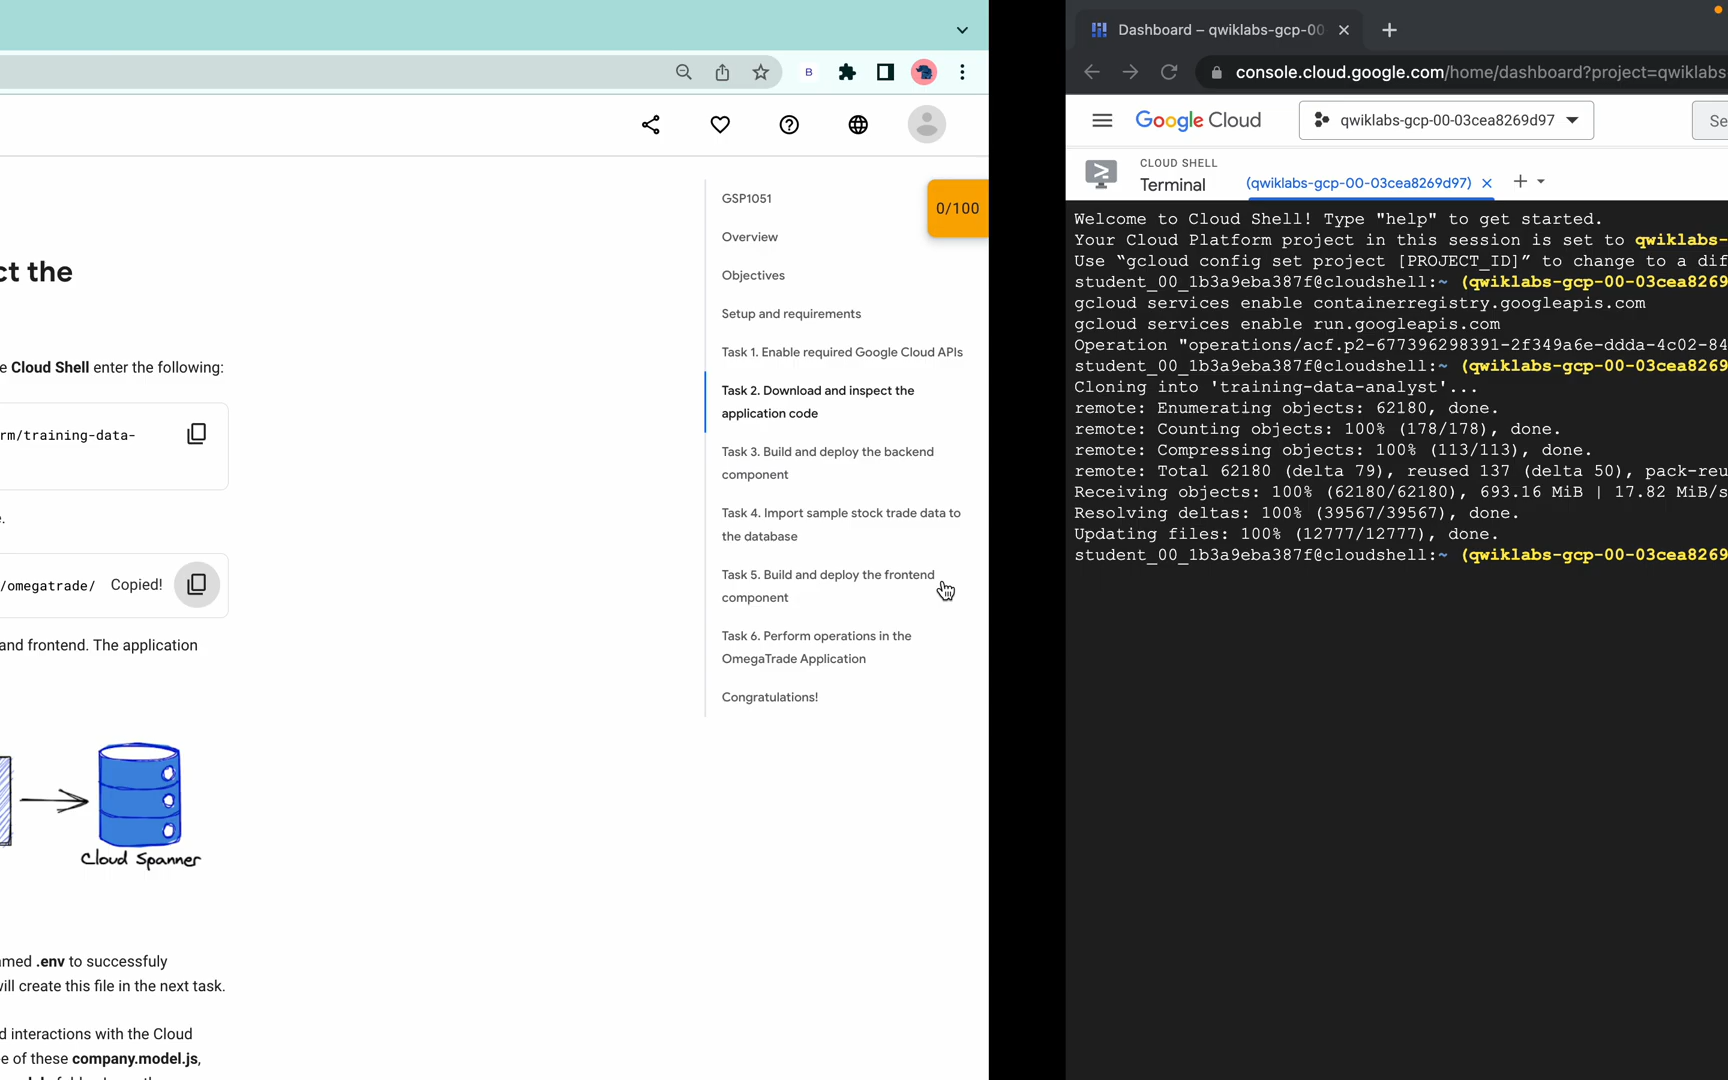 B
ct the
e Cloud Shell enter the following:
rm/training-data-
e.
/omegatrade/ Copied!
and frontend. The application
Cloud Spanner
amed .env to successfuly
will create this file in the next task.
d interactions with the Cloud
e of these company.model.js,
GSP1051
0/100
Overview
Objectives
Setup and requirements
Task 1. Enable required Google Cloud APIs
Task 2. Download and inspect the
application code
Task 3. Build and deploy the backend
component
Task 4. Import sample stock trade data to
the database
Task 5. Build and deploy the frontend
component
Task 6. Perform operations in the
OmegaTrade Application
Congratulations!
Dashboard – qwiklabs-gcp-00
console.cloud.google.com/home/dashboard?project=qwiklabs
Google Cloud
qwiklabs-gcp-00-03cea8269d97
Se
CLOUD SHELL
Terminal
(qwiklabs-gcp-00-03cea8269d97)
Welcome to Cloud Shell! Type "help" to get started.
Your Cloud Platform project in this session is set to qwiklabs-
Use “gcloud config set project [PROJECT_ID]” to change to a dif
student_00_1b3a9eba387f@cloudshell:~ (qwiklabs-gcp-00-03cea8269
gcloud services enable containerregistry.googleapis.com
gcloud services enable run.googleapis.com
Operation "operations/acf.p2-677396298391-2f349a6e-ddda-4c02-84
student_00_1b3a9eba387f@cloudshell:~ (qwiklabs-gcp-00-03cea8269
Cloning into 'training-data-analyst'...
remote: Enumerating objects: 62180, done.
remote: Counting objects: 100% (178/178), done.
remote: Compressing objects: 100% (113/113), done.
remote: Total 62180 (delta 79), reused 137 (delta 50), pack-reu
Receiving objects: 100% (62180/62180), 693.16 MiB | 17.82 MiB/s
Resolving deltas: 100% (39567/39567), done.
Updating files: 100% (12777/12777), done.
student_00_1b3a9eba387f@cloudshell:~ (qwiklabs-gcp-00-03cea8269